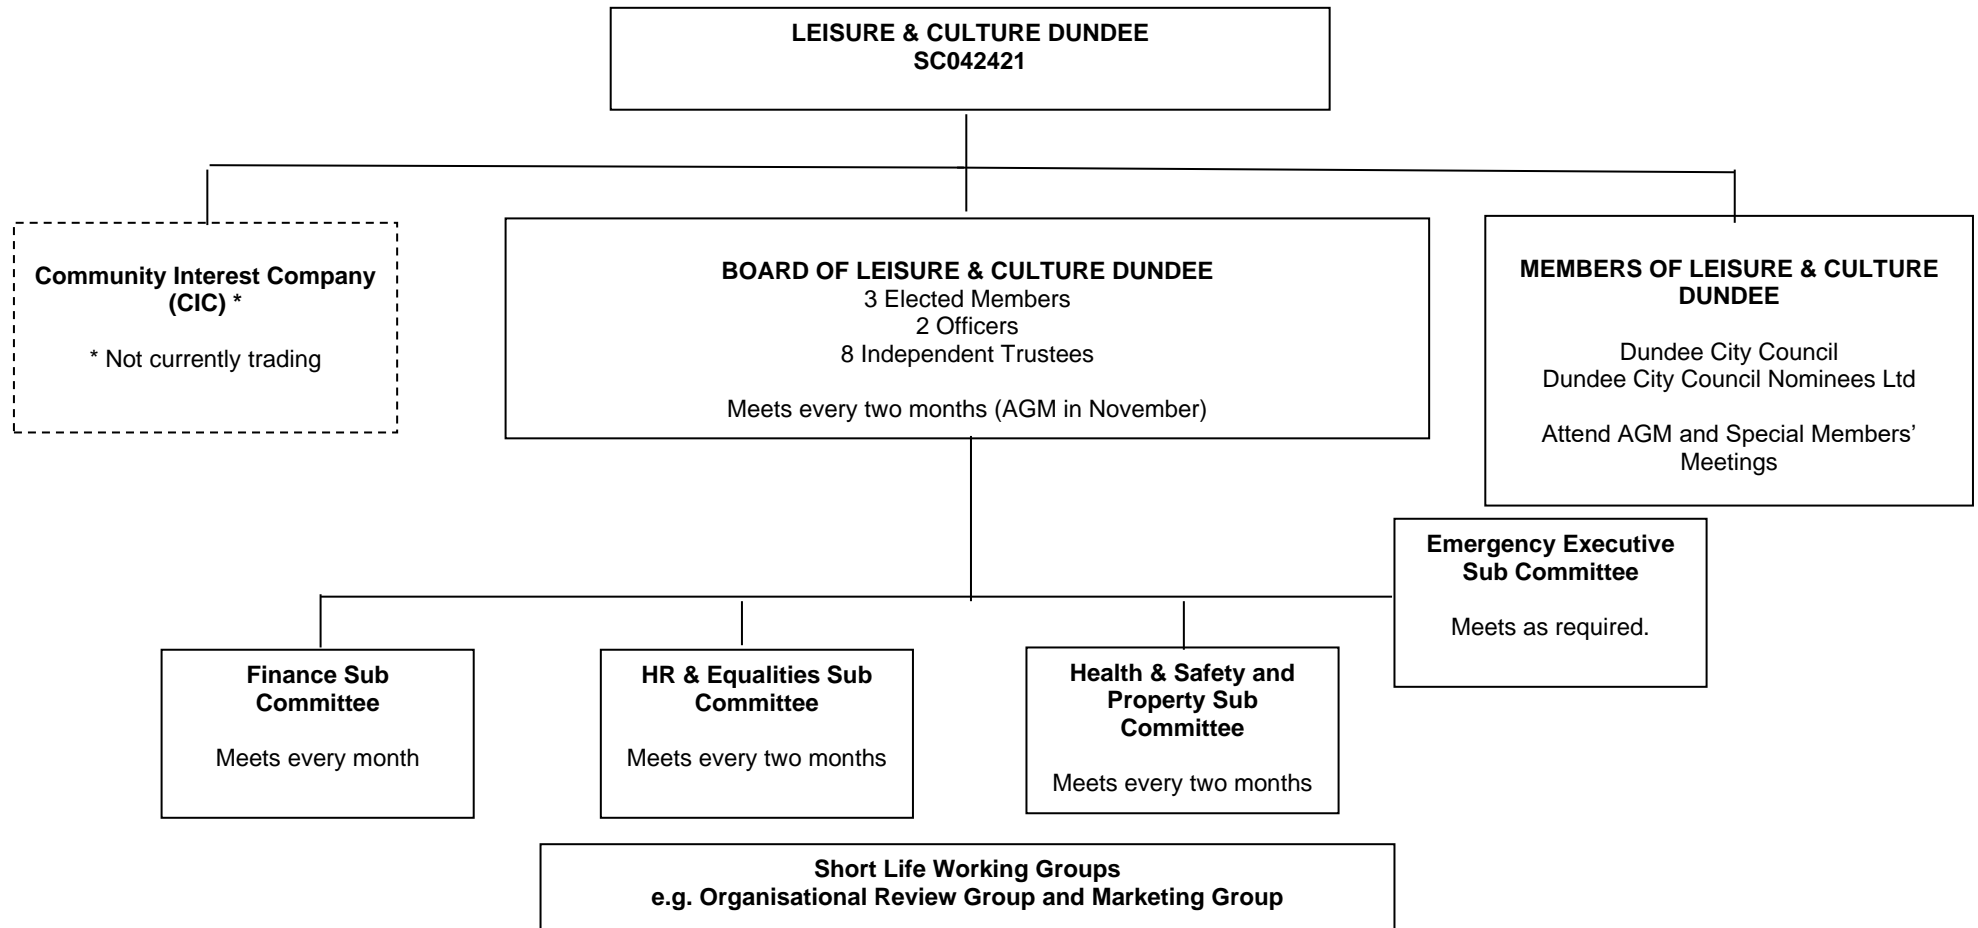 LEISURE & CULTURE DUNDEE
SC042421
Community Interest Company
(CIC) *
* Not currently trading
BOARD OF LEISURE & CULTURE DUNDEE
3 Elected Members
2 Officers
8 Independent Trustees
Meets every two months (AGM in November)
MEMBERS OF LEISURE & CULTURE
DUNDEE
Dundee City Council
Dundee City Council Nominees Ltd
Attend AGM and Special Members’
Meetings
Emergency Executive
Sub Committee
Meets as required.
Finance Sub
Committee
Meets every month
HR & Equalities Sub
Committee
Meets every two months
Health & Safety and
Property Sub
Committee
Meets every two months
Short Life Working Groups
e.g. Organisational Review Group and Marketing Group